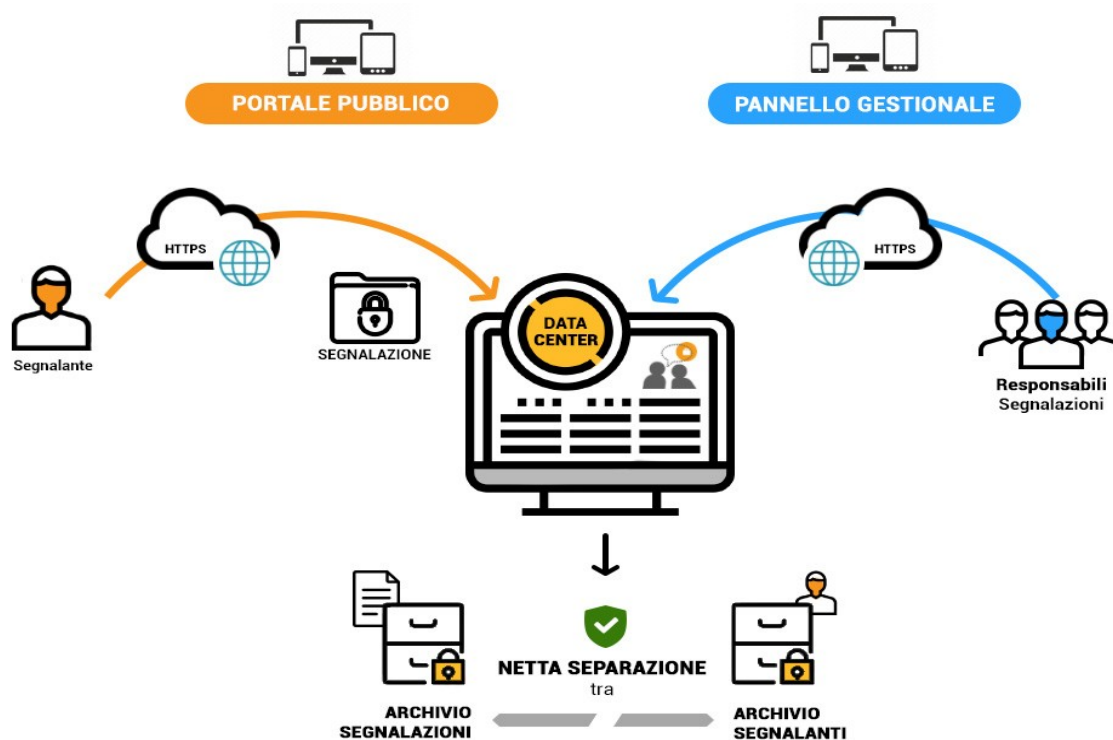 PORTALE PUBBLICO
PANNELLO GESTIONALE
HTTPS
HTTPS
Segnalante
SEGNALAZIONE
DATA
CENTER
Responsabili
Segnalazioni
NETTA SEPARAZIONE
tra
ARCHIVIO
SEGNALAZIONI
ARCHIVIO
SEGNALANTI